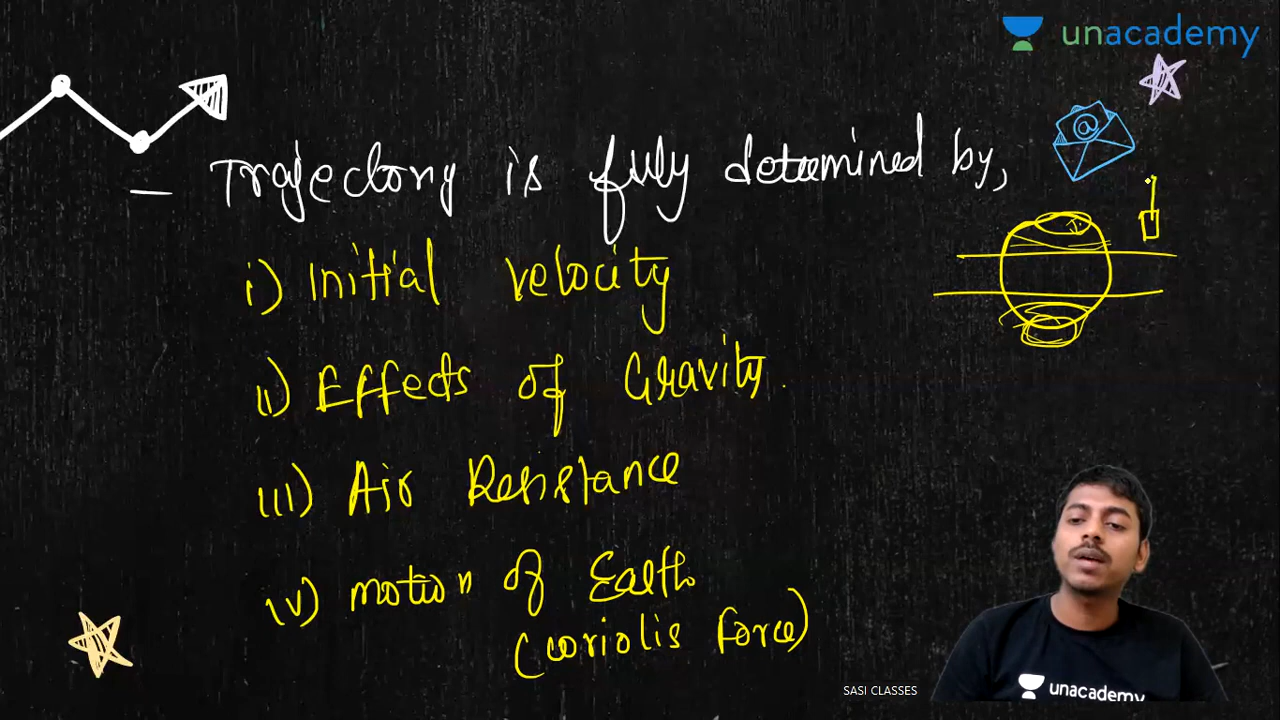 unacademy
@
- Trajectory is fully determined by,
i) Initial velocity
ii) Effects of Gravity.
iii) Air Resistance
iv) motion of Earth
(coriolis Force)
unacademy
SASI CLASSES